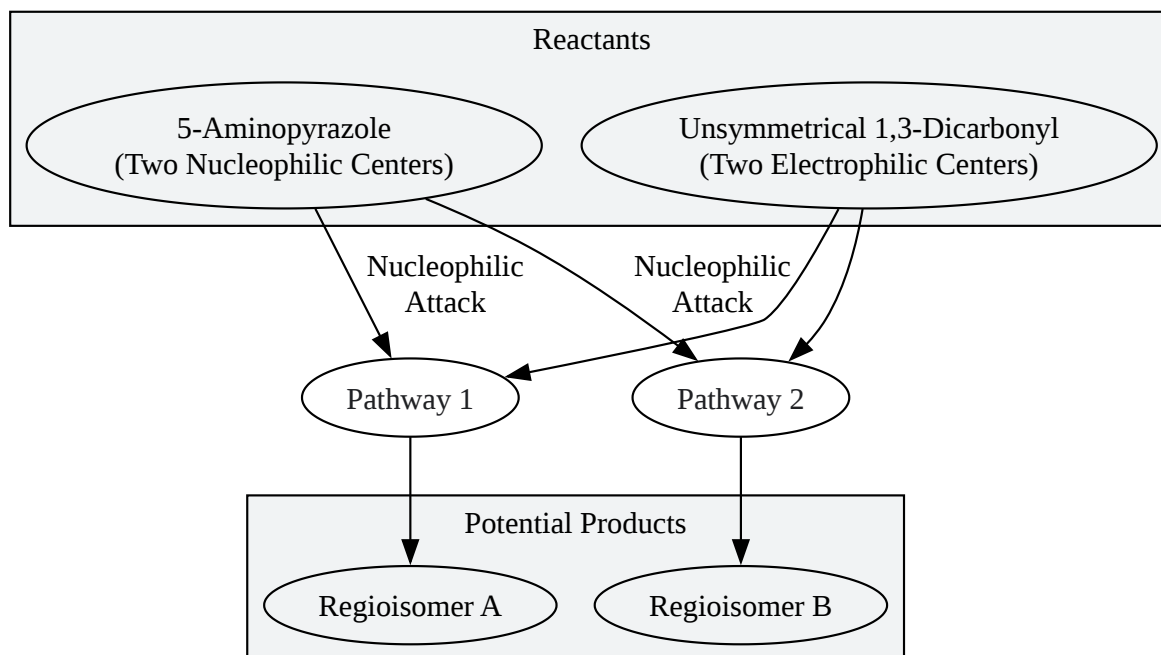 Reactants
5-Aminopyrazole
(Two Nucleophilic Centers)
Unsymmetrical 1,3-Dicarbonyl
(Two Electrophilic Centers)
Nucleophilic
Attack
Nucleophilic
Attack
Pathway 1
Pathway 2
Potential Products
Regioisomer A
Regioisomer B